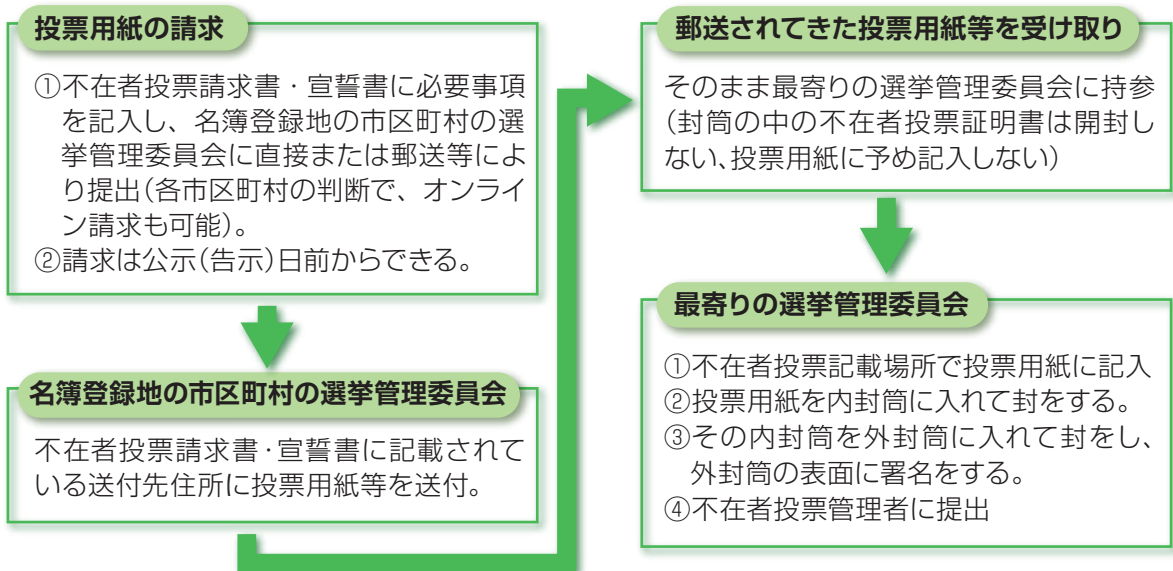 投票用紙の請求
①不在者投票請求書・宣誓書に必要事項
を記入し、名簿登録地の市区町村の選
挙管理委員会に直接または郵送等によ
り提出(各市区町村の判断で、オンライ
ン請求も可能)。
②請求は公示(告示)日前からできる。
名簿登録地の市区町村の選挙管理委員会
不在者投票請求書・宣誓書に記載されて
いる送付先住所に投票用紙等を送付。
郵送されてきた投票用紙等を受け取り
そのまま最寄りの選挙管理委員会に持参
(封筒の中の不在者投票証明書は開封し
ない、投票用紙に予め記入しない)
最寄りの選挙管理委員会
①不在者投票記載場所で投票用紙に記入
②投票用紙を内封筒に入れて封をする。
③その内封筒を外封筒に入れて封をし、
外封筒の表面に署名をする。
④不在者投票管理者に提出